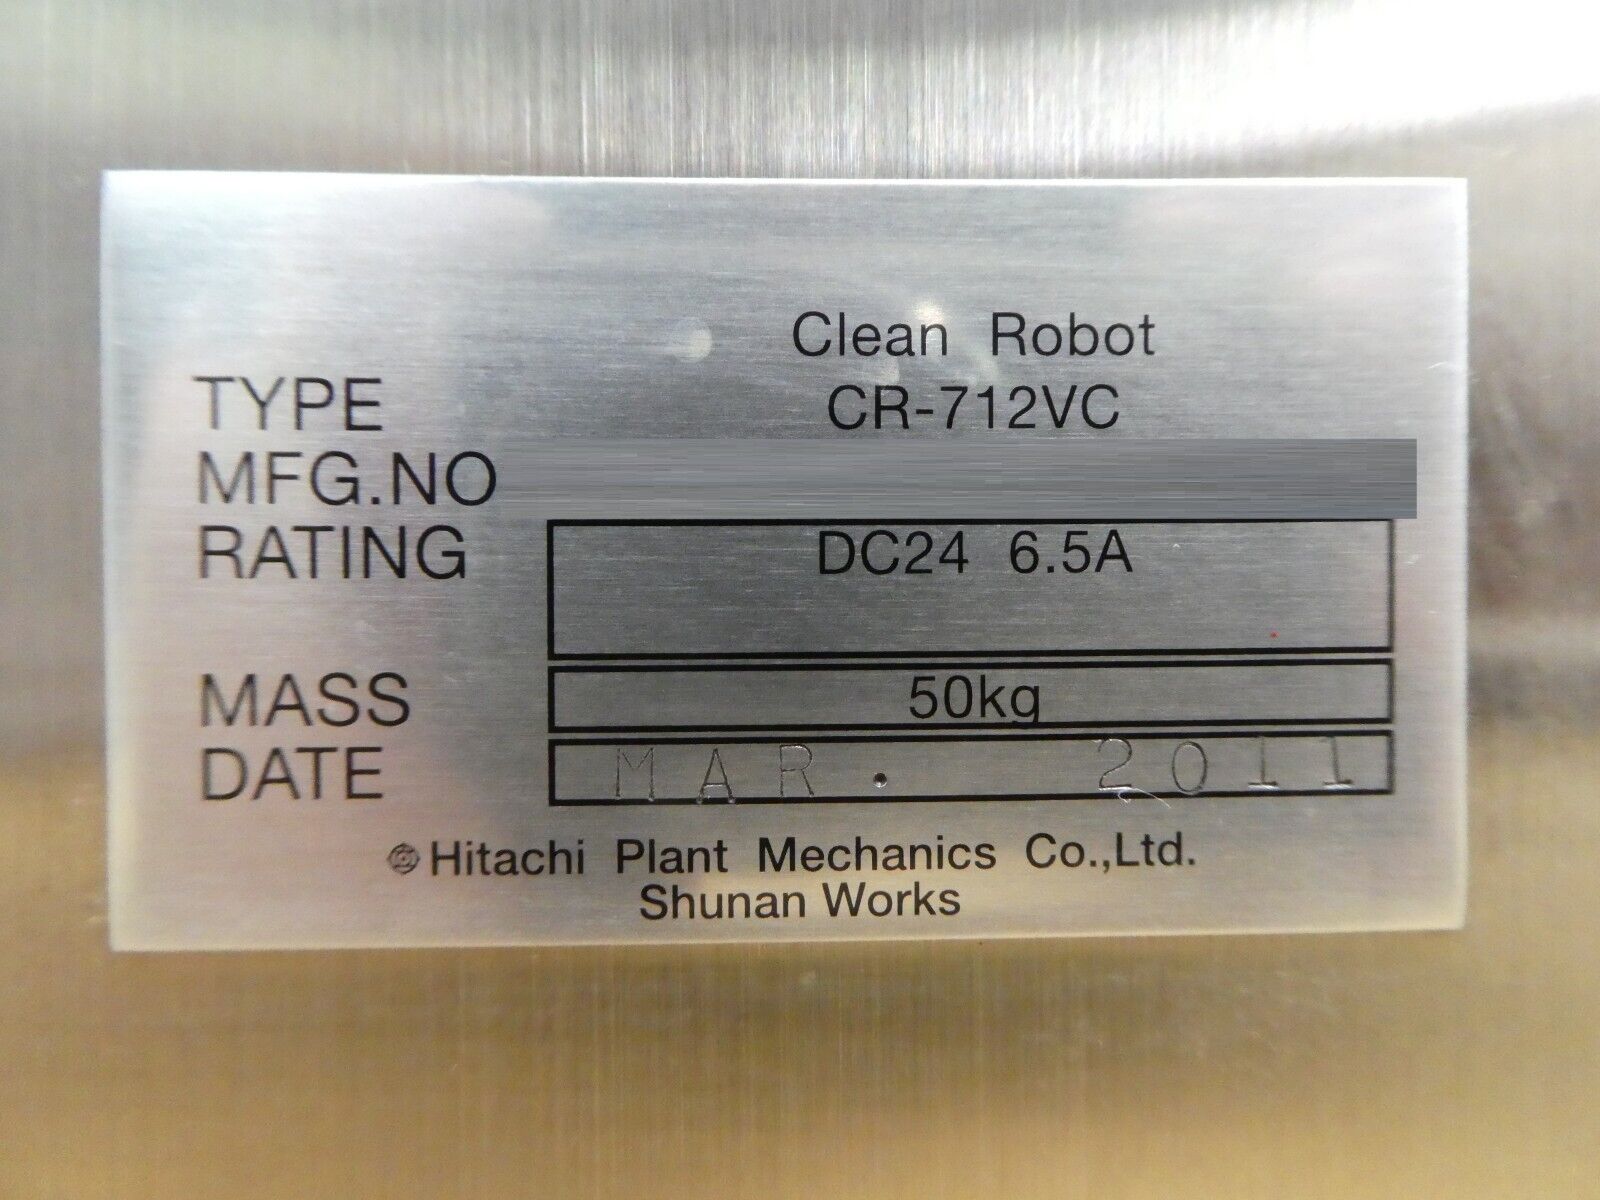 Clean Robot
TYPE CR-712VC
MFG.NO
RATING DC24 6.5A
MASS 50kg
DATE MAR. 2011
Hitachi Plant Mechanics Co.,Ltd.
Shunan Works